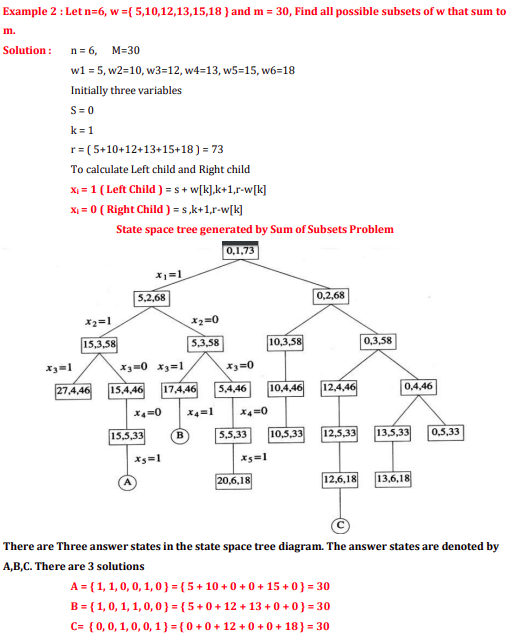 Example 2 : Let n=6, w ={ 5,10,12,13,15,18 } and m = 30, Find all possible subsets of w that sum to
m.
Solution : n = 6, M=30
w1 = 5, w2=10, w3=12, w4=13, w5=15, w6=18
Initially three variables
S = 0
k = 1
r = ( 5+10+12+13+15+18 ) = 73
To calculate Left child and Right child
xᵢ = 1 ( Left Child ) = s + w[k],k+1,r-w[k]
xᵢ = 0 ( Right Child ) = s ,k+1,r-w[k]
State space tree generated by Sum of Subsets Problem
0,1,73
x₁=1
5,2,68 0,2,68
x₂=1 x₂=0
15,3,58 5,3,58 10,3,58 0,3,58
x₃=1 x₃=0 x₃=1 x₃=0
27,4,46 15,4,46 17,4,46 5,4,46 10,4,46 12,4,46 0,4,46
x₄=0 x₄=1 x₄=0
15,5,33 B 5,5,33 10,5,33 12,5,33 13,5,33 0,5,33
x₅=1 x₅=1
A 20,6,18 12,6,18 13,6,18
C
There are Three answer states in the state space tree diagram. The answer states are denoted by
A,B,C. There are 3 solutions
A = { 1, 1, 0, 0, 1, 0 } = { 5 + 10 + 0 + 0 + 15 + 0 } = 30
B = { 1, 0, 1, 1, 0, 0 } = { 5 + 0 + 12 + 13 + 0 + 0 } = 30
C= { 0, 0, 1, 0, 0, 1 } = { 0 + 0 + 12 + 0 + 0 + 18 } = 30